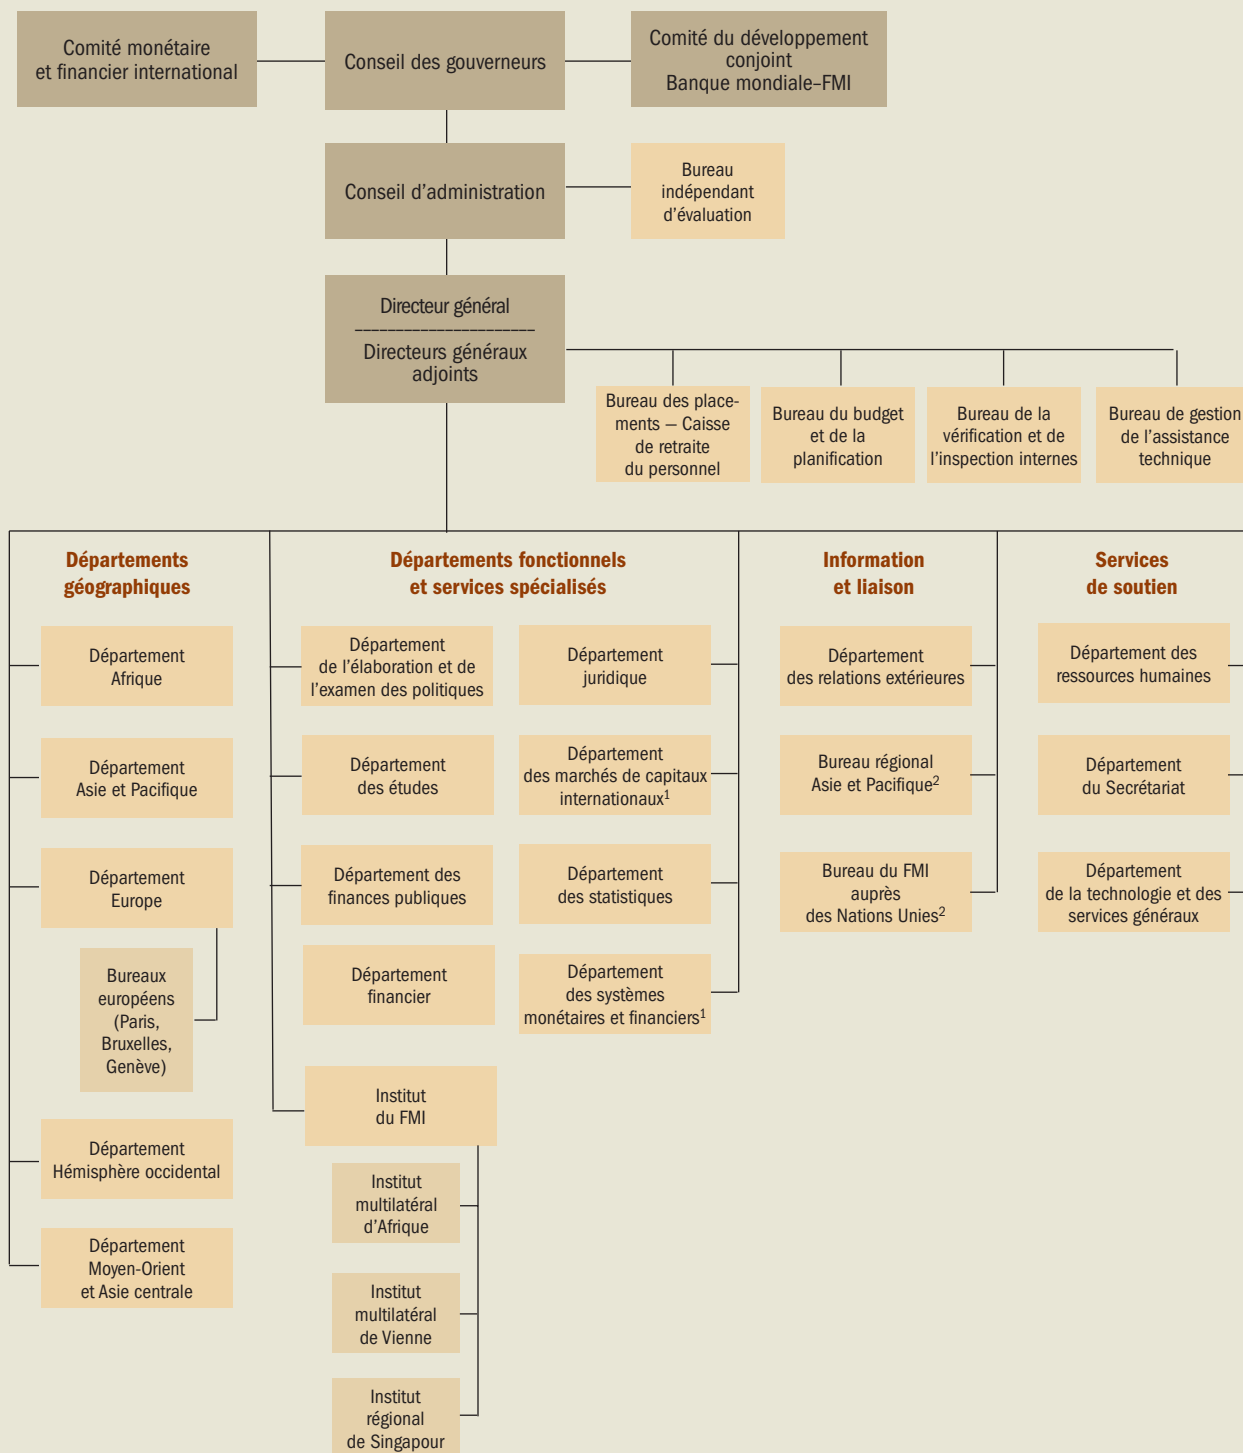 Comité monétaire
et financier international
Conseil des gouverneurs
Comité du développement
conjoint
Banque mondiale–FMI
Conseil d'administration
Bureau
indépendant
d'évaluation
Directeur général
Directeurs généraux
adjoints
Bureau des place-
ments — Caisse
de retraite
du personnel
Bureau du budget
et de la
planification
Bureau de la
vérification et de
l'inspection internes
Bureau de gestion
de l'assistance
technique
Départements
géographiques
Département
Afrique
Département
Asie et Pacifique
Département
Europe
Bureaux
européens
(Paris,
Bruxelles,
Genève)
Département
Hémisphère occidental
Département
Moyen-Orient
et Asie centrale
Départements fonctionnels
et services spécialisés
Département
de l'élaboration et de
l'examen des politiques
Département
des études
Département des
finances publiques
Département
financier
Institut
du FMI
Institut
multilatéral
d'Afrique
Institut
multilatéral
de Vienne
Institut
régional
de Singapour
Département
juridique
Département
des marchés de capitaux
internationaux¹
Département
des statistiques
Département
des systèmes
monétaires et financiers¹
Information
et liaison
Département
des relations extérieures
Bureau régional
Asie et Pacifique²
Bureau du FMI
auprès
des Nations Unies²
Services
de soutien
Département des
ressources humaines
Département
du Secrétariat
Département
de la technologie et des
services généraux